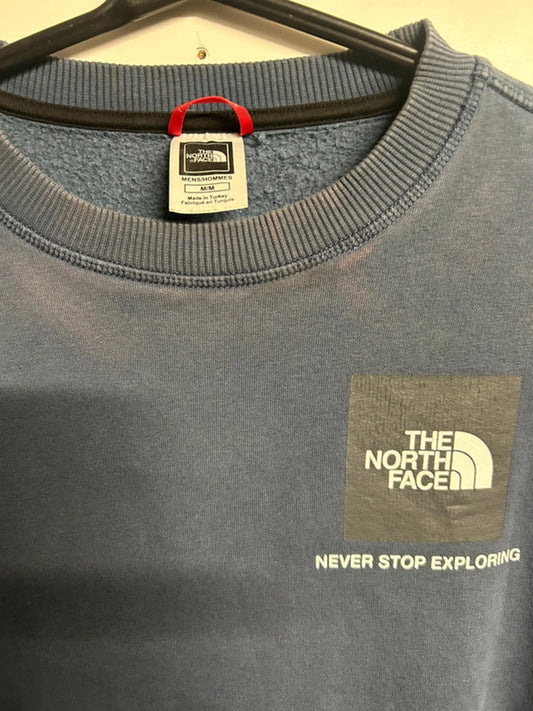 THE
NORTH
FACE
MENS/HOMMES
M/M
Made in Turkey
Fabriqué en Turquie
THE
NORTH
FACE
NEVER STOP EXPLORING